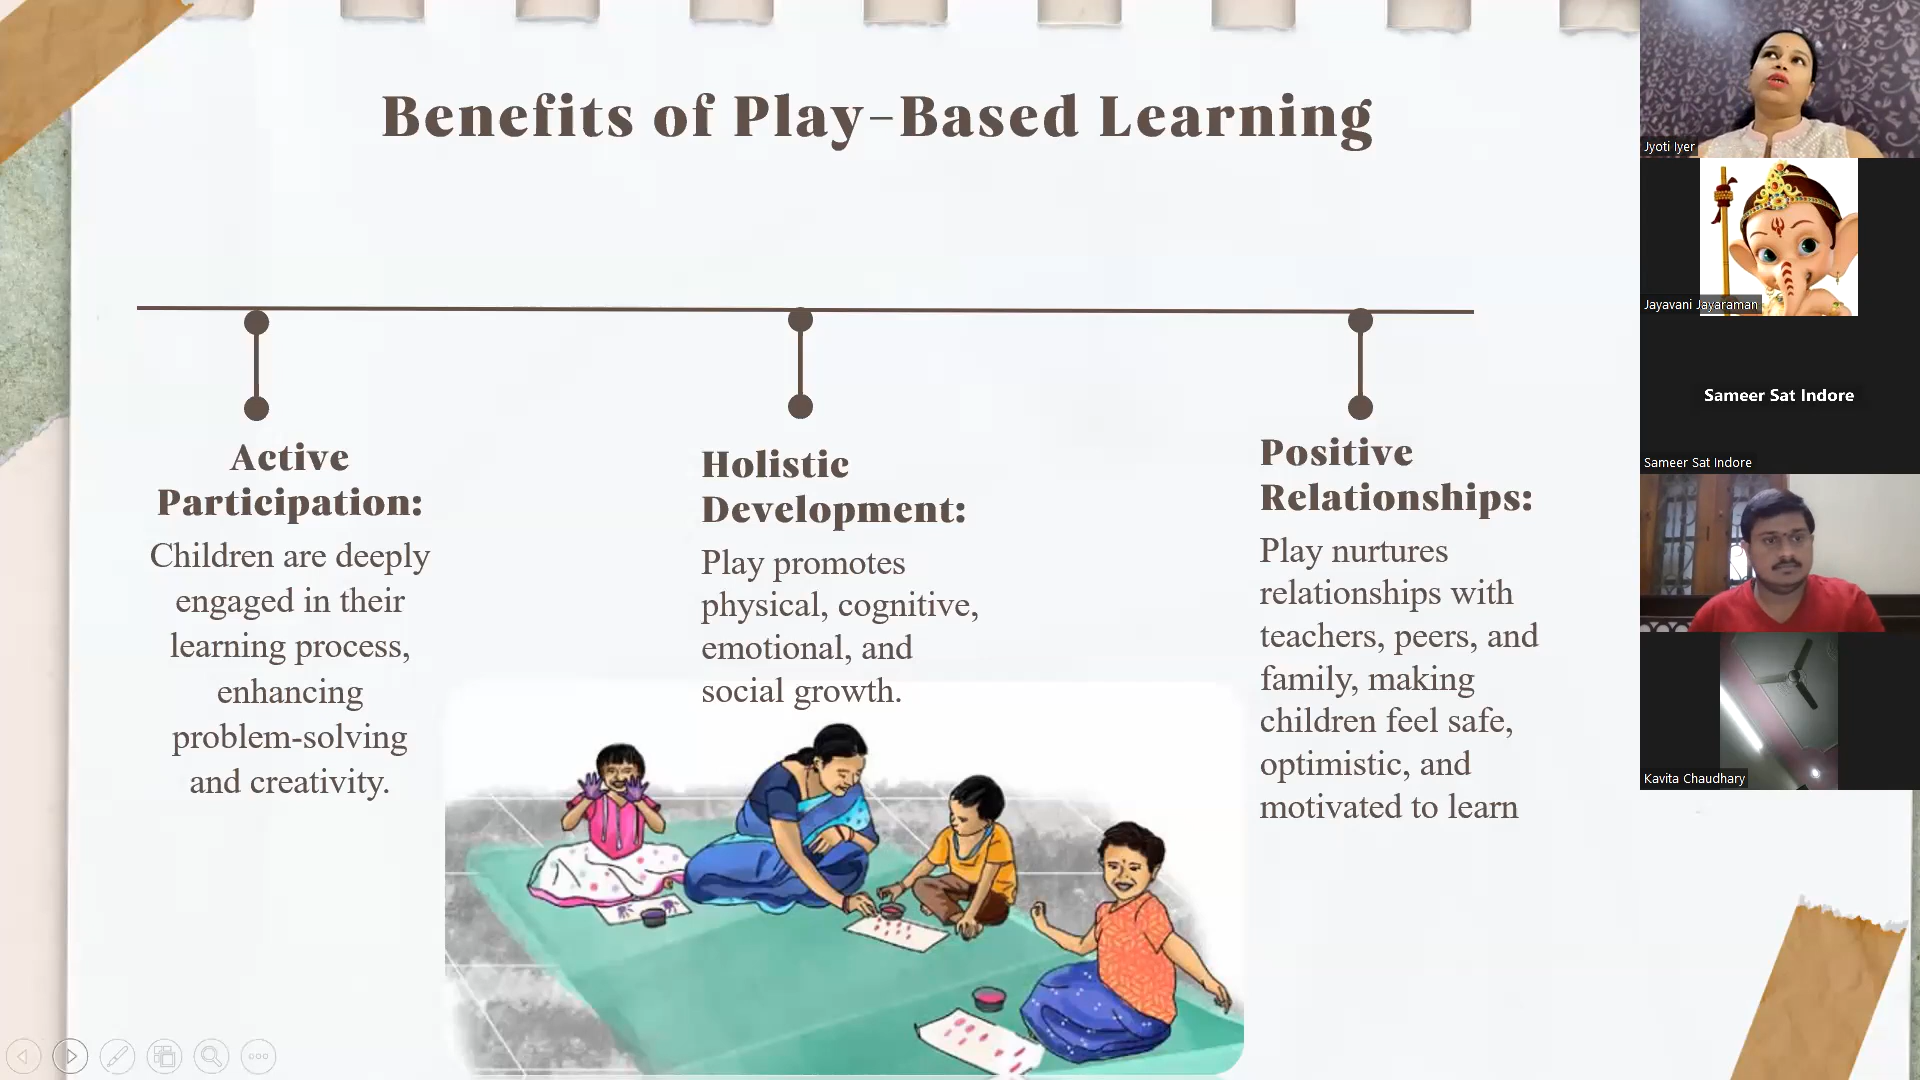 Benefits of Play-Based Learning
Active
Participation:
Children are deeply
engaged in their
learning process,
enhancing
problem-solving
and creativity.
Holistic
Development:
Play promotes
physical, cognitive,
emotional, and
social growth.
Positive
Relationships:
Play nurtures
relationships with
teachers, peers, and
family, making
children feel safe,
optimistic, and
motivated to learn
Jyoti Iyer
Jayavani Jayaraman
Sameer Sat Indore
Sameer Sat Indore
Kavita Chaudhary